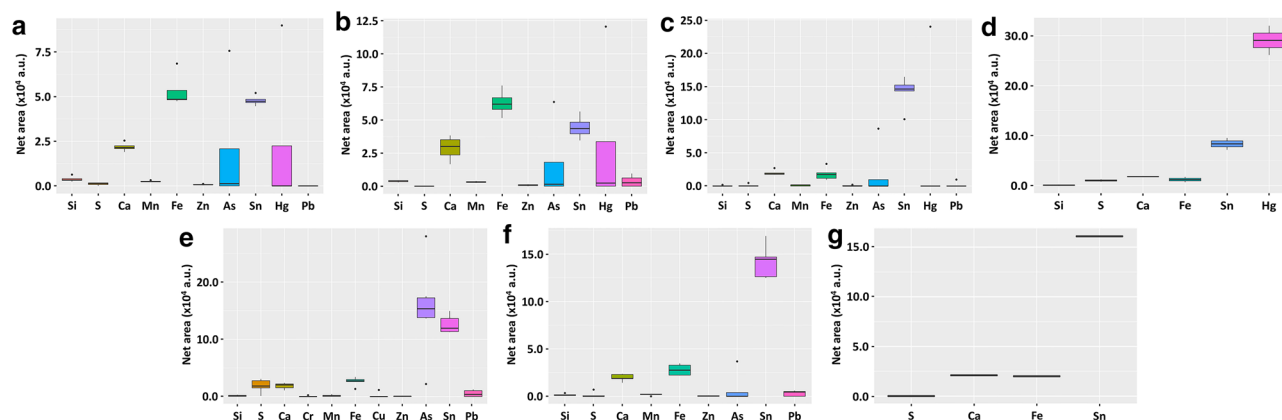 a
Net area (x10⁴ a.u.)
7.5
5.0
2.5
0.0
Si S Ca Mn Fe Zn As Sn Hg Pb
b
Net area (x10⁴ a.u.)
12.5
10.0
7.5
5.0
2.5
0.0
Si S Ca Mn Fe Zn As Sn Hg Pb
c
Net area (x10⁴ a.u.)
25.0
20.0
15.0
10.0
5.0
0.0
Si S Ca Mn Fe Zn As Sn Hg Pb
d
Net area (x10⁴ a.u.)
30.0
20.0
10.0
0.0
Si S Ca Fe Sn Hg
e
Net area (x10⁴ a.u.)
20.0
10.0
0.0
Si S Ca Cr Mn Fe Cu Zn As Sn Pb
f
Net area (x10⁴ a.u.)
15.0
10.0
5.0
0.0
Si S Ca Mn Fe Zn As Sn Pb
g
Net area (x10⁴ a.u.)
15.0
10.0
5.0
0.0
S Ca Fe Sn